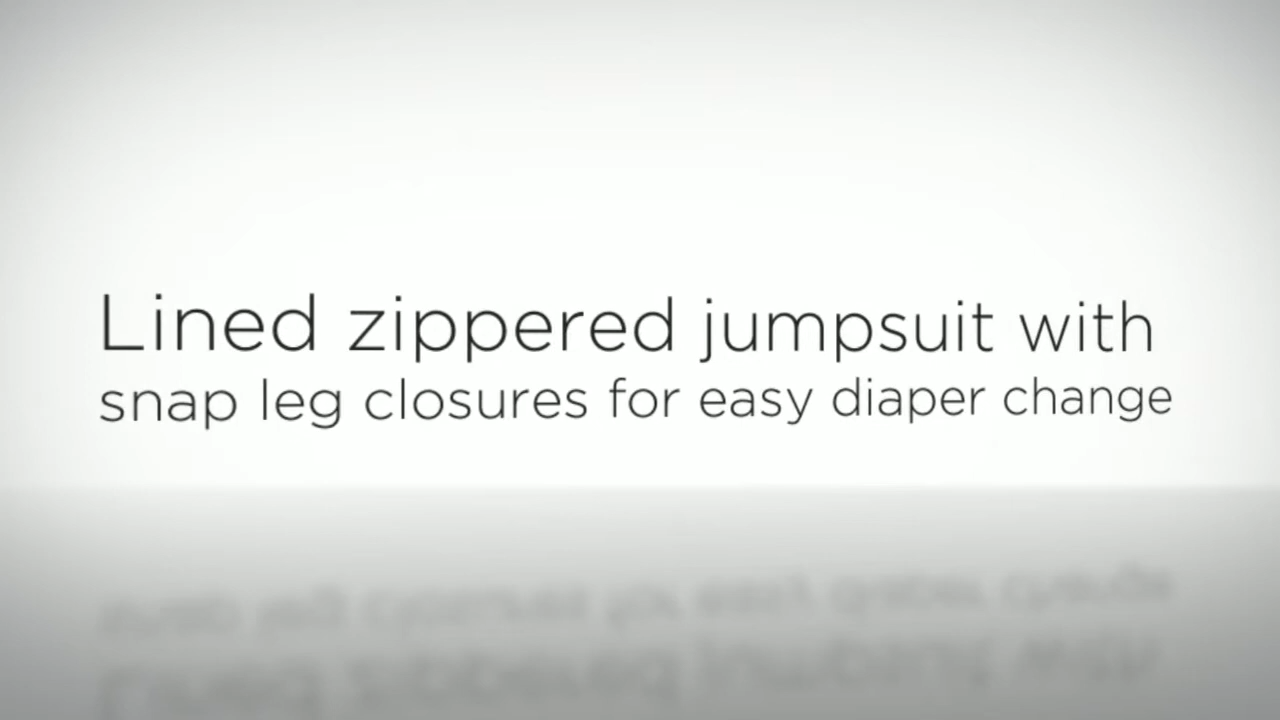 Lined zippered jumpsuit with
snap leg closures for easy diaper change